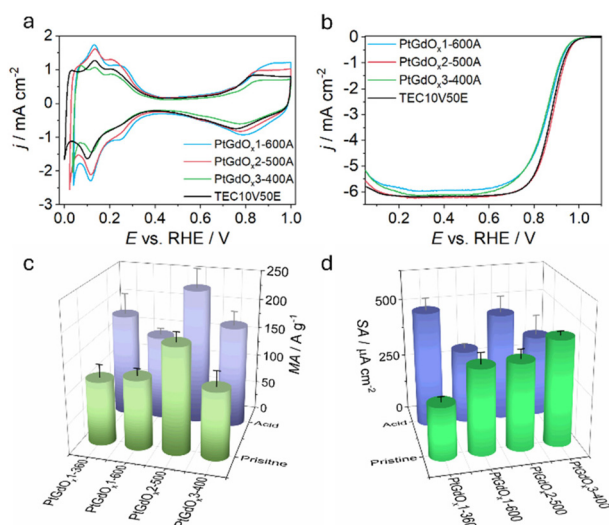 a
j / mA cm⁻²
2
1
0
-1
-2
-3
PtGdOₓ1-600A
PtGdOₓ2-500A
PtGdOₓ3-400A
TEC10V50E
0.0 0.2 0.4 0.6 0.8 1.0
E vs. RHE / V
b
j / mA cm⁻²
0
-1
-2
-3
-4
-5
-6
PtGdOₓ1-600A
PtGdOₓ2-500A
PtGdOₓ3-400A
TEC10V50E
0.2 0.4 0.6 0.8 1.0
E vs. RHE / V
c
MA / A g⁻¹
250
200
150
100
50
0
Acid
Prisitne
PtGdOₓ1-360
PtGdOₓ1-600
PtGdOₓ2-500
PtGdOₓ3-400
d
SA / µA cm⁻²
500
250
0
Acid
Pristine
PtGdOₓ1-360
PtGdOₓ1-600
PtGdOₓ2-500
PtGdOₓ3-400